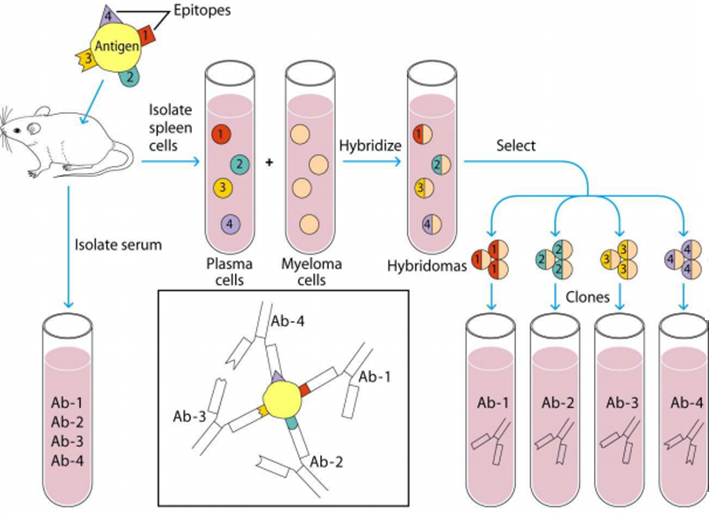 4
Epitopes
1
Antigen
3
2
Isolate
spleen
cells
1
2
3
4
+
Hybridize
1
2
3
4
Select
Plasma
cells
Myeloma
cells
Hybridomas
1
1
1
2
2
2
3
3
3
4
4
4
Clones
Isolate serum
Ab-1
Ab-2
Ab-3
Ab-4
Ab-4
Ab-1
Ab-3
Ab-2
Ab-1
Ab-2
Ab-3
Ab-4